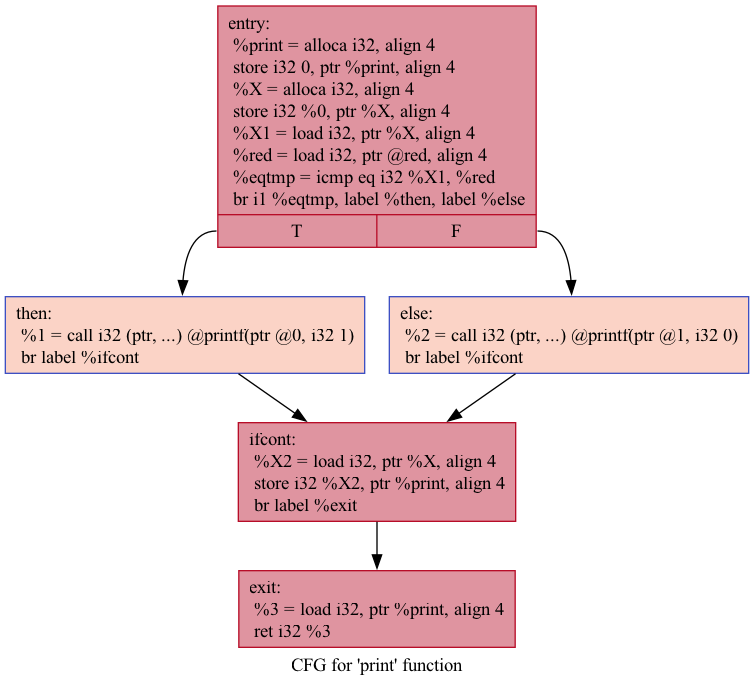 entry:
%print = alloca i32, align 4
store i32 0, ptr %print, align 4
%X = alloca i32, align 4
store i32 %0, ptr %X, align 4
%X1 = load i32, ptr %X, align 4
%red = load i32, ptr @red, align 4
%eqtmp = icmp eq i32 %X1, %red
br i1 %eqtmp, label %then, label %else
T
F
then:
%1 = call i32 (ptr, ...) @printf(ptr @0, i32 1)
br label %ifcont
else:
%2 = call i32 (ptr, ...) @printf(ptr @1, i32 0)
br label %ifcont
ifcont:
%X2 = load i32, ptr %X, align 4
store i32 %X2, ptr %print, align 4
br label %exit
exit:
%3 = load i32, ptr %print, align 4
ret i32 %3
CFG for 'print' function